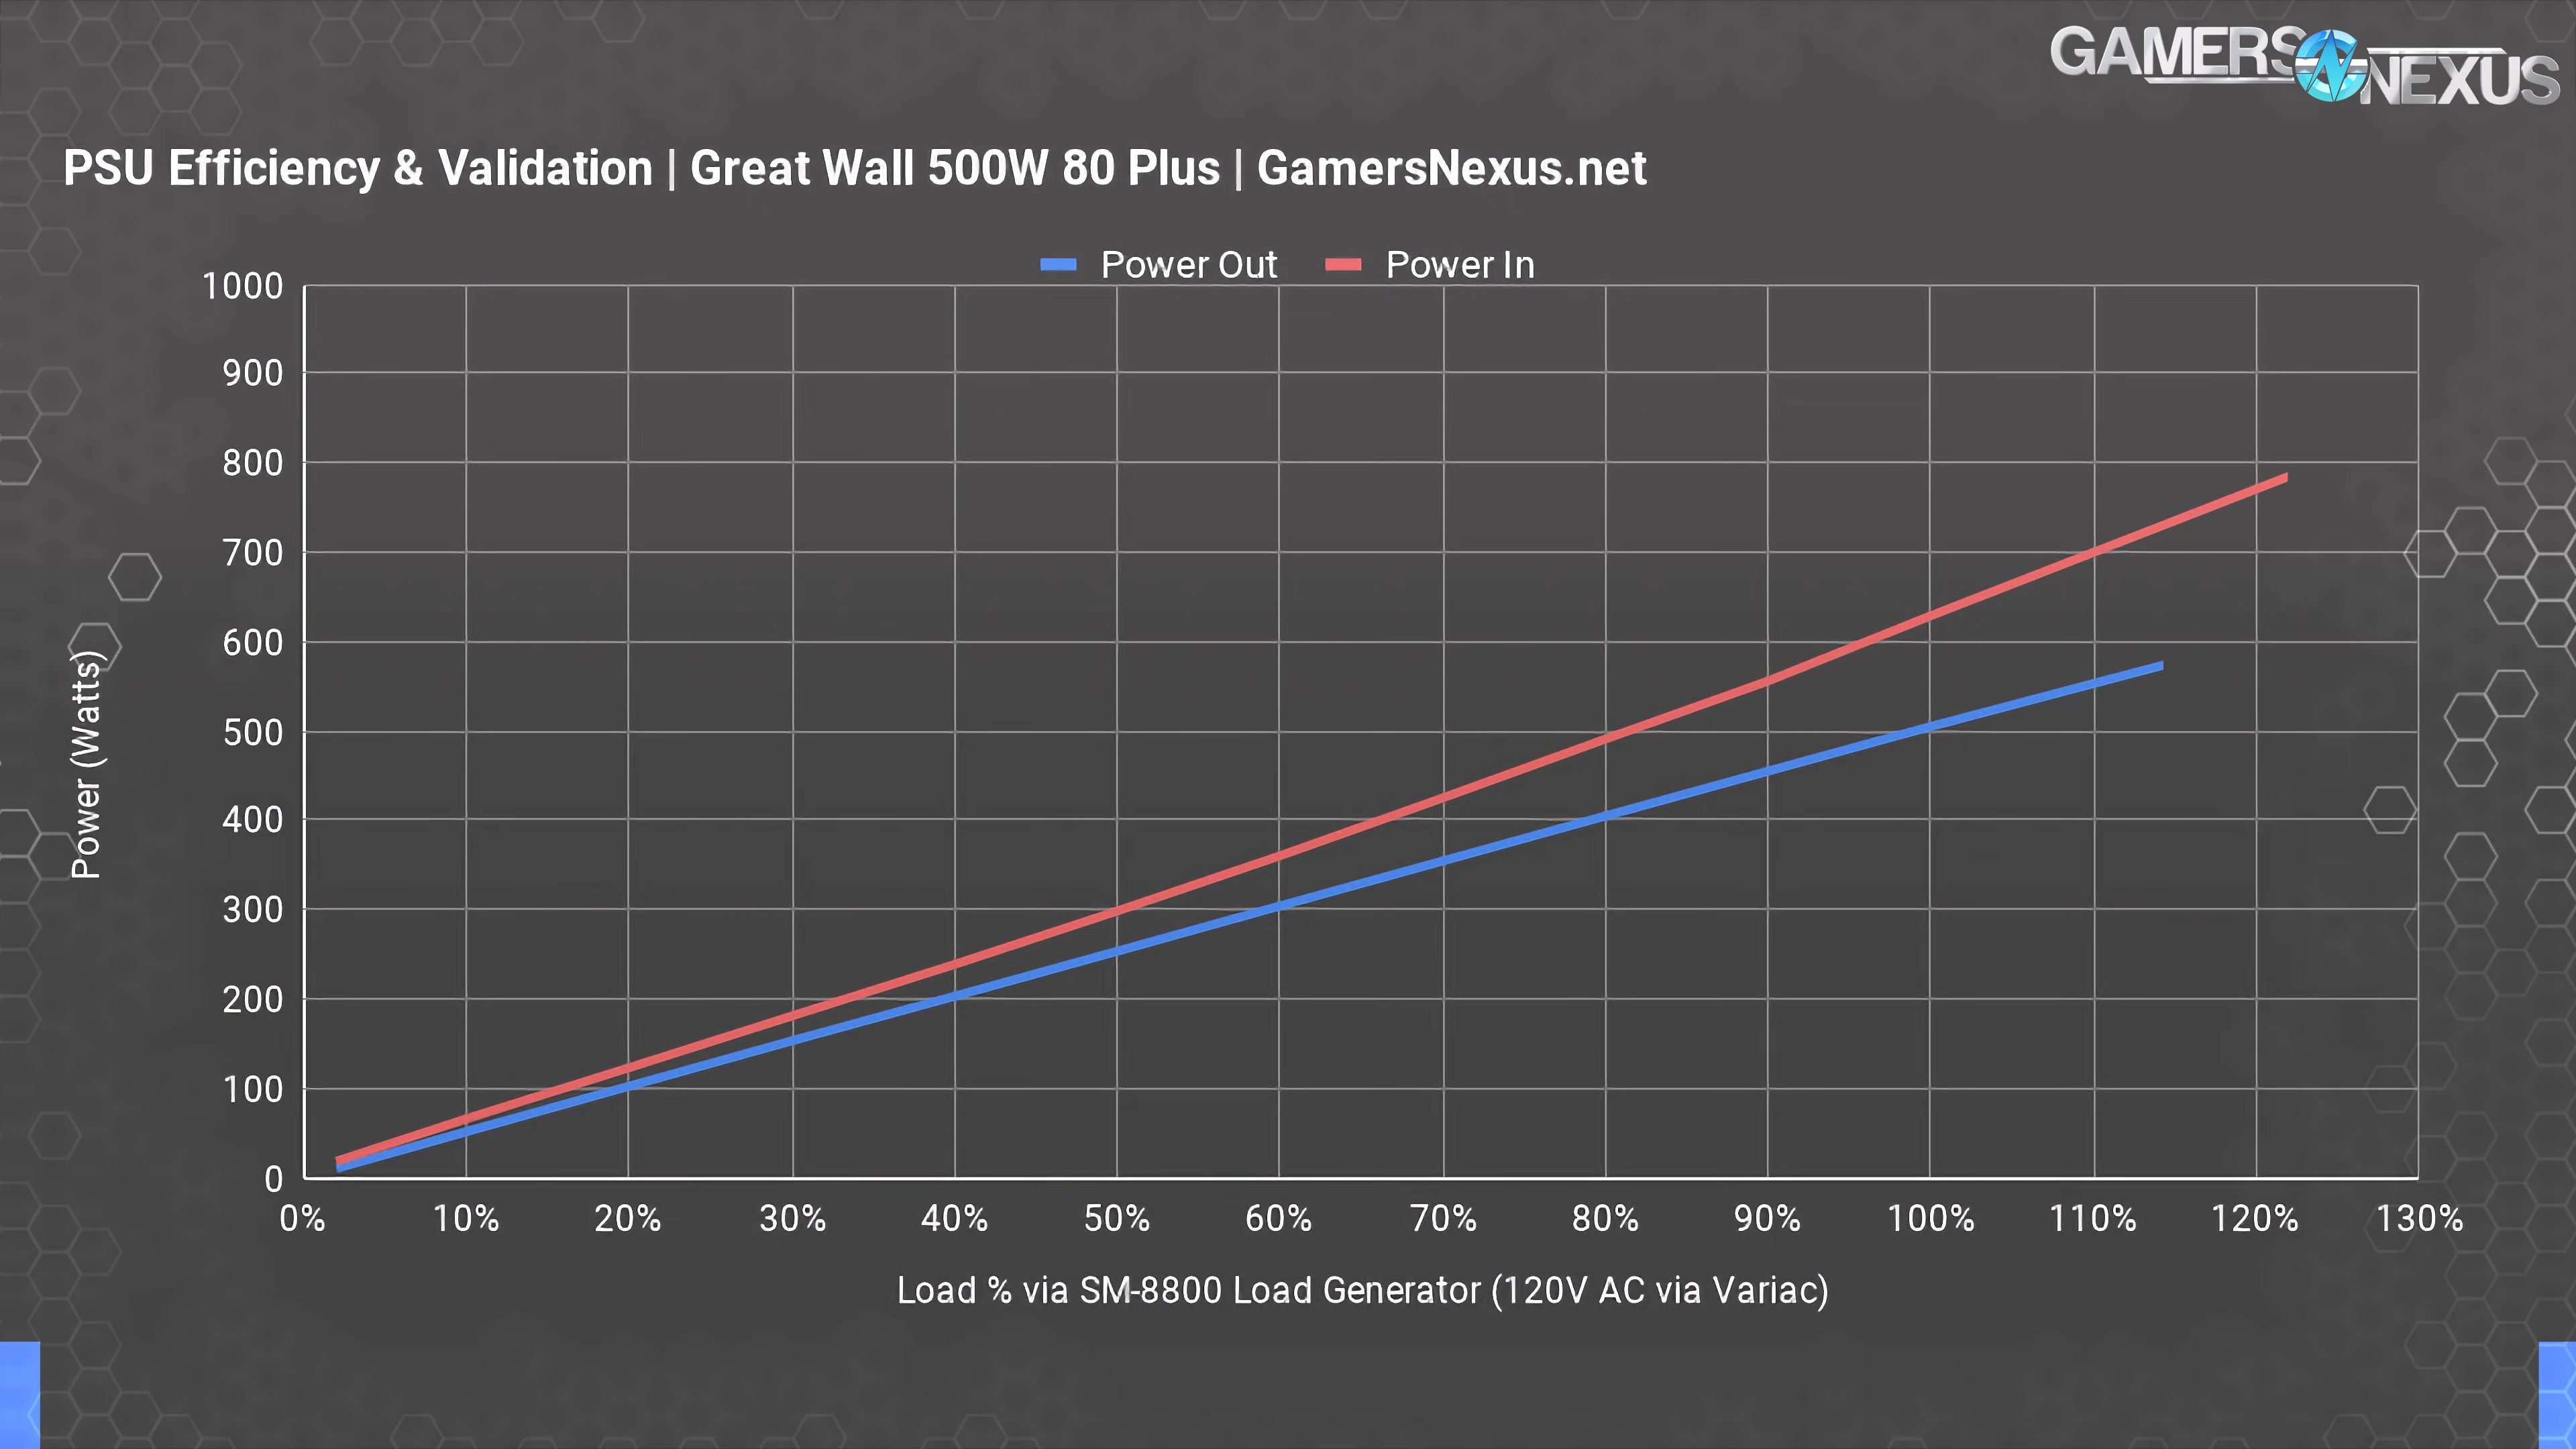 GAMERS NEXUS
PSU Efficiency & Validation | Great Wall 500W 80 Plus | GamersNexus.net
Power Out Power In
1000
900
800
700
600
500
400
300
200
100
0
Power (Watts)
0% 10% 20% 30% 40% 50% 60% 70% 80% 90% 100% 110% 120% 130%
Load % via SM-8800 Load Generator (120V AC via Variac)